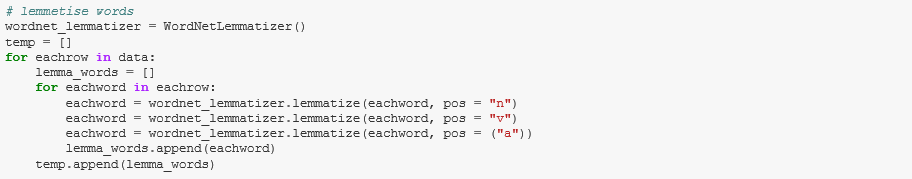 # lemmetise words
wordnet_lemmatizer = WordNetLemmatizer()
temp = []
for eachrow in data:
    lemma_words = []
    for eachword in eachrow:
        eachword = wordnet_lemmatizer.lemmatize(eachword, pos = "n")
        eachword = wordnet_lemmatizer.lemmatize(eachword, pos = "v")
        eachword = wordnet_lemmatizer.lemmatize(eachword, pos = ("a"))
        lemma_words.append(eachword)
    temp.append(lemma_words)